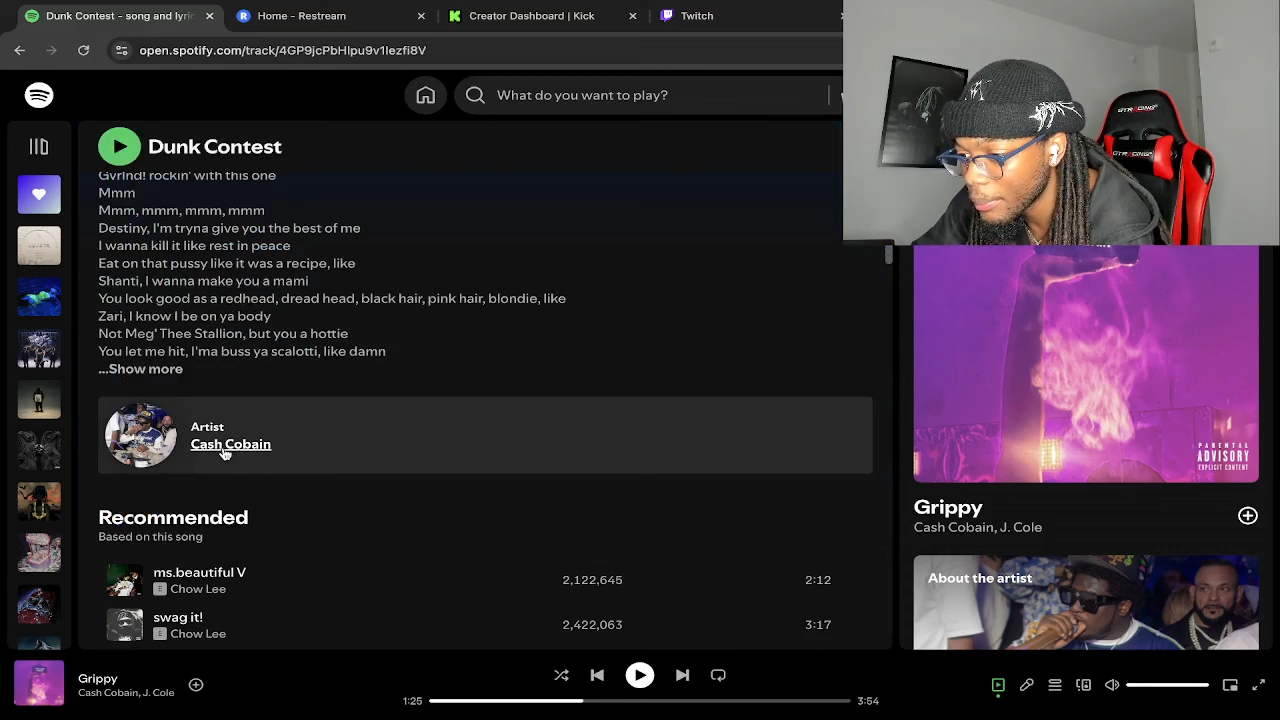 Dunk Contest - song and lyric
Home - Restream
Creator Dashboard | Kick
Twitch
open.spotify.com/track/4GP9jcPbHlpu9v1lezfi8V
What do you want to play?
Dunk Contest
Gvrlnd! rockin' with this one
Mmm
Mmm, mmm, mmm, mmm
Destiny, I'm tryna give you the best of me
I wanna kill it like rest in peace
Eat on that pussy like it was a recipe, like
Shanti, I wanna make you a mami
You look good as a redhead, dread head, black hair, pink hair, blondie, like
Zari, I know I be on ya body
Not Meg' Thee Stallion, but you a hottie
You let me hit, I'ma buss ya scalotti, like damn
...Show more
Artist
Cash Cobain
Recommended
Based on this song
ms.beautiful V
E Chow Lee
2,122,645
2:12
swag it!
E Chow Lee
2,422,063
3:17
GTRACING
GTRACING
PARENTAL
ADVISORY
EXPLICIT CONTENT
Grippy
Cash Cobain, J. Cole
About the artist
Grippy
Cash Cobain, J. Cole
1:25
3:54